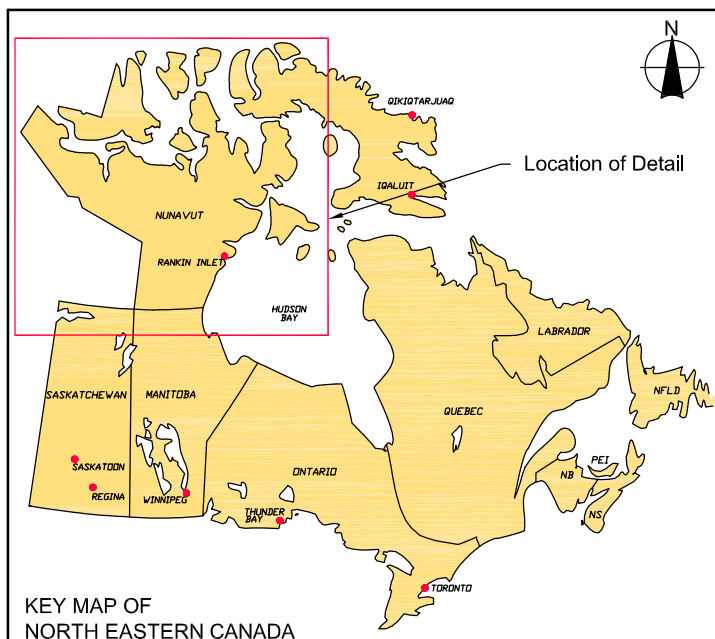 N
QIKIQTARJUAQ
Location of Detail
IQALUIT
NUNAVUT
RANKIN INLET
HUDSON
BAY
LABRADOR
SASKATCHEWAN
MANITOBA
NFLD
QUEBEC
ONTARIO
PEI
SASKATOON
NB
REGINA
WINNIPEG
THUNDER
BAY
NS
TORONTO
KEY MAP OF
NORTH EASTERN CANADA